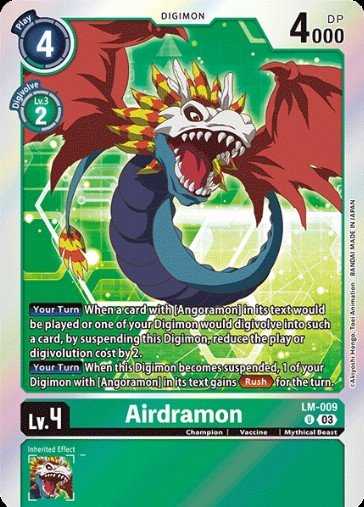 Play
4
DIGIMON
DP
4000
Digivolve
Lv.3
2
Your Turn When a card with [Angoramon] in its text would
be played or one of your Digimon would digivolve into such
a card, by suspending this Digimon, reduce the play or
digivolution cost by 2.
Your Turn When this Digimon becomes suspended, 1 of your
Digimon with [Angoramon] in its text gains Rush for the turn.
©Akiyoshi Hongo, Toei Animation BANDAI MADE IN JAPAN
Lv.4
Airdramon
LM-009
U 03
Champion Vaccine Mythical Beast
Inherited Effect